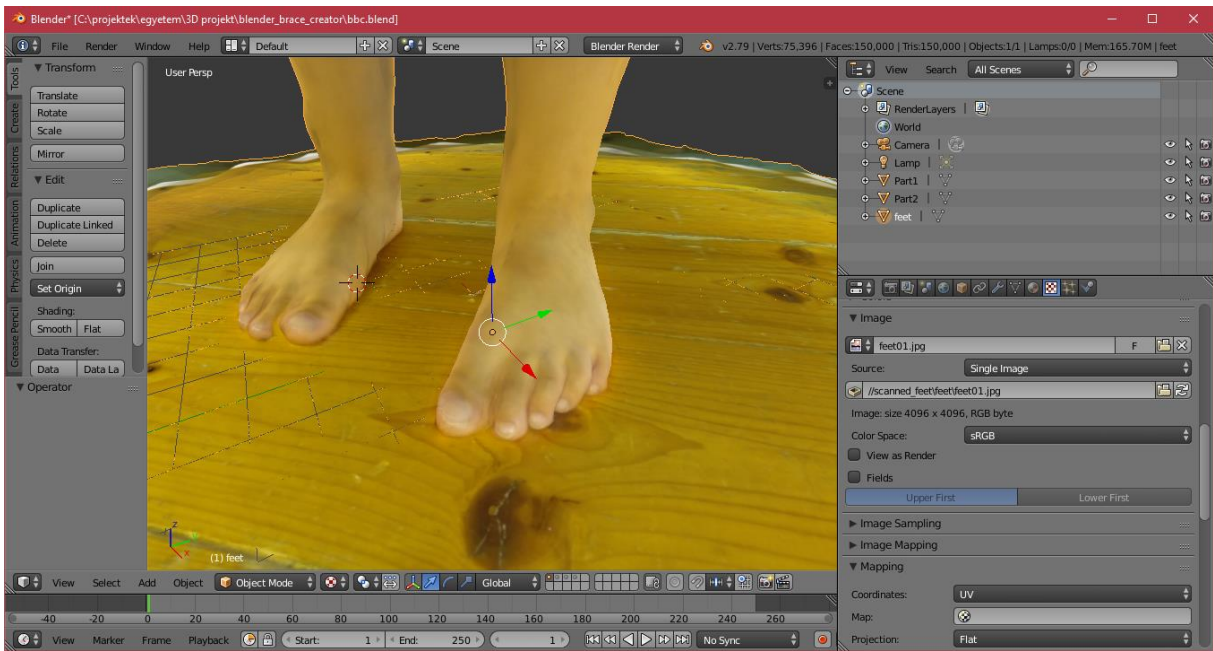 Blender* [C:\projektek\egyetem\3D projekt\blender_brace_creator\bbc.blend]
File Render Window Help Default Scene Blender Render v2.79 | Verts:75,396 | Faces:150,000 | Tris:150,000 | Objects:1/1 | Lamps:0/0 | Mem:165.70M | feet
Tools
Create
Relations
Animation
Physics
Grease Pencil
Transform
Translate
Rotate
Scale
Mirror
Edit
Duplicate
Duplicate Linked
Delete
Join
Set Origin
Shading:
Smooth Flat
Data Transfer:
Data Data La
Operator
User Persp
z
x
(1) feet
View Select Add Object Object Mode Global
-40 -20 0 20 40 60 80 100 120 140 160 180 200 220 240 260
View Marker Frame Playback Start: 1 End: 250 1 No Sync
View Search All Scenes
Scene
RenderLayers |
World
Camera |
Lamp |
Part1 |
Part2 |
feet |
Image
feet01.jpg F
Source: Single Image
//scanned_feet\feet\feet01.jpg
Image: size 4096 x 4096, RGB byte
Color Space: sRGB
View as Render
Fields
Upper First Lower First
Image Sampling
Image Mapping
Mapping
Coordinates: UV
Map:
Projection: Flat